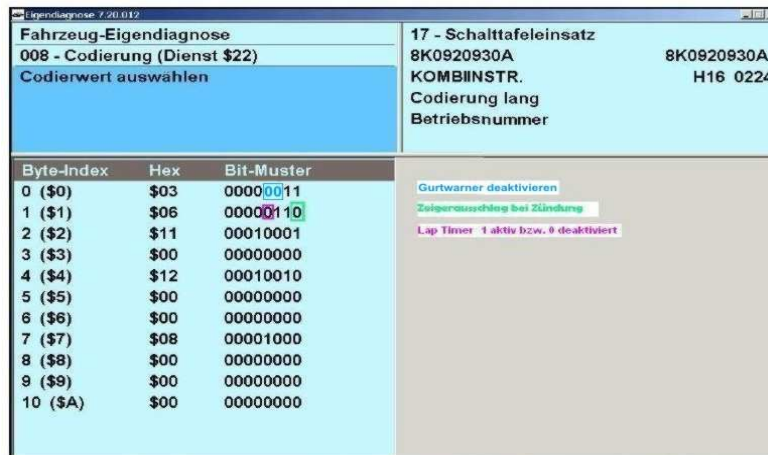 Eigendiagnose 7.20.012
Fahrzeug-Eigendiagnose
008 - Codierung (Dienst $22)
Codierwert auswählen
17 - Schalttafeleinsatz
8K0920930A 8K0920930A
KOMBIINSTR. H16 0224
Codierung lang
Betriebsnummer
Byte-Index Hex Bit-Muster
0 ($0) $03 00000011
1 ($1) $06 00000110
2 ($2) $11 00010001
3 ($3) $00 00000000
4 ($4) $12 00010010
5 ($5) $00 00000000
6 ($6) $00 00000000
7 ($7) $08 00001000
8 ($8) $00 00000000
9 ($9) $00 00000000
10 ($A) $00 00000000
Gurtwarner deaktivieren
Zeigerausschlag bei Zündung
Lap Timer 1 aktiv bzw. 0 deaktiviert